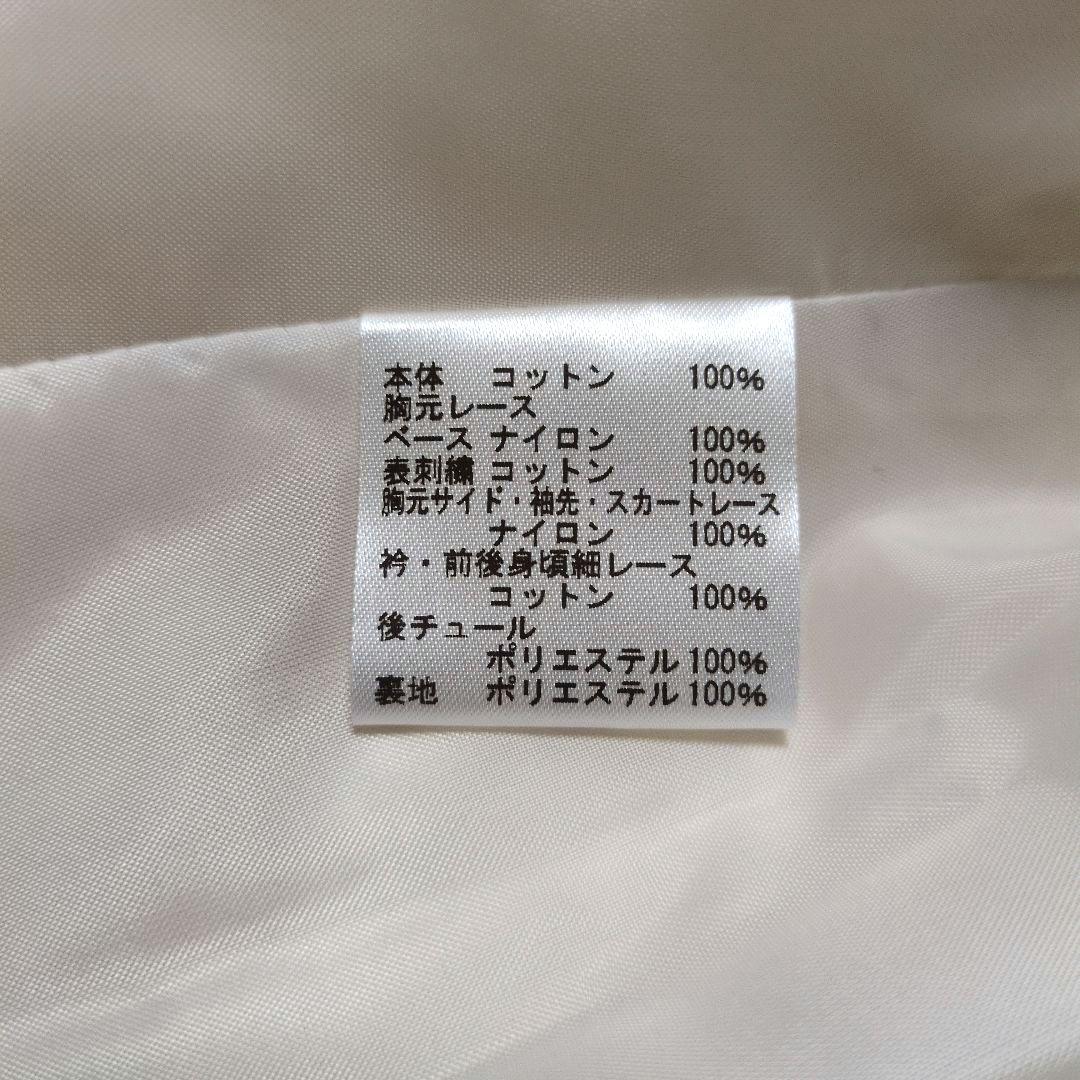 本体 コットン 100%
胸元レース
ベース ナイロン 100%
表刺繍 コットン 100%
胸元サイド・袖先・スカートレース
ナイロン 100%
衿・前後身頃細レース
コットン 100%
後チュール
ポリエステル 100%
裏地 ポリエステル 100%